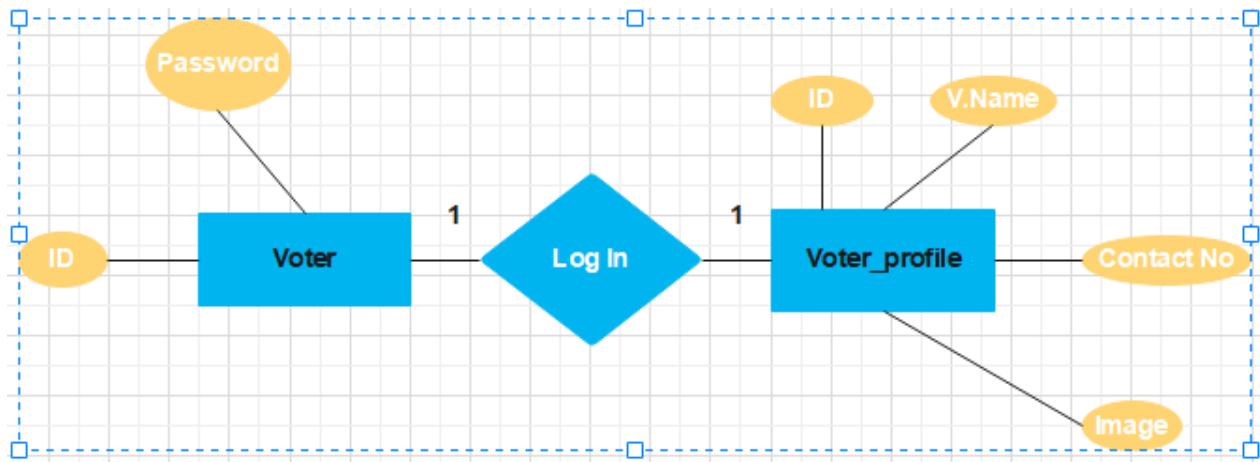 Password
ID
V.Name
1
1
ID
Voter
Log In
Voter_profile
Contact No
Image